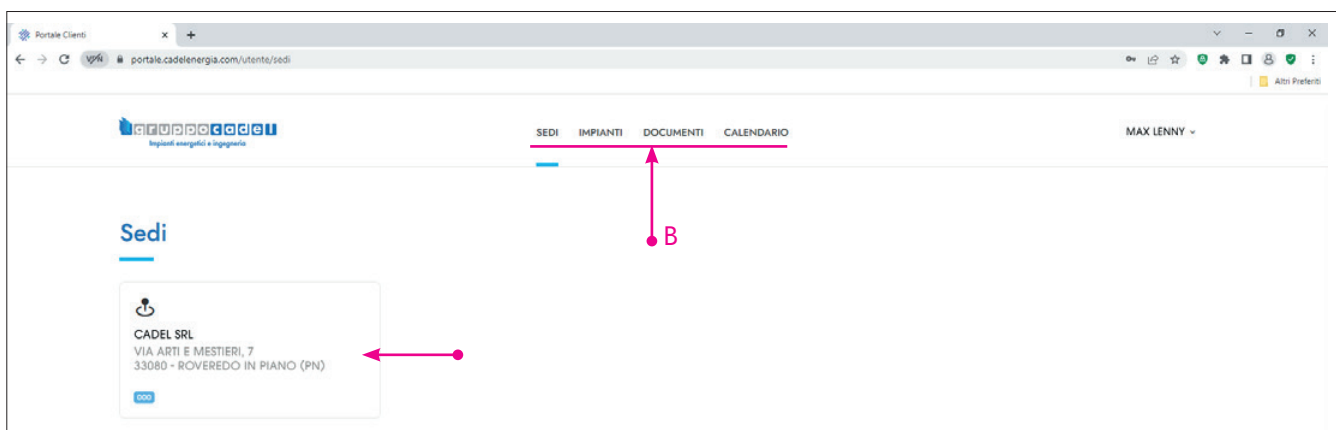 Portale Clienti
VPN portale.cadelenergia.com/utente/sedi
Altri Preferiti
gruppocadel
Impianti energetici e ingegneria
SEDI IMPIANTI DOCUMENTI CALENDARIO
MAX LENNY
B
Sedi
CADEL SRL
VIA ARTI E MESTIERI, 7
33080 - ROVEREDO IN PIANO (PN)